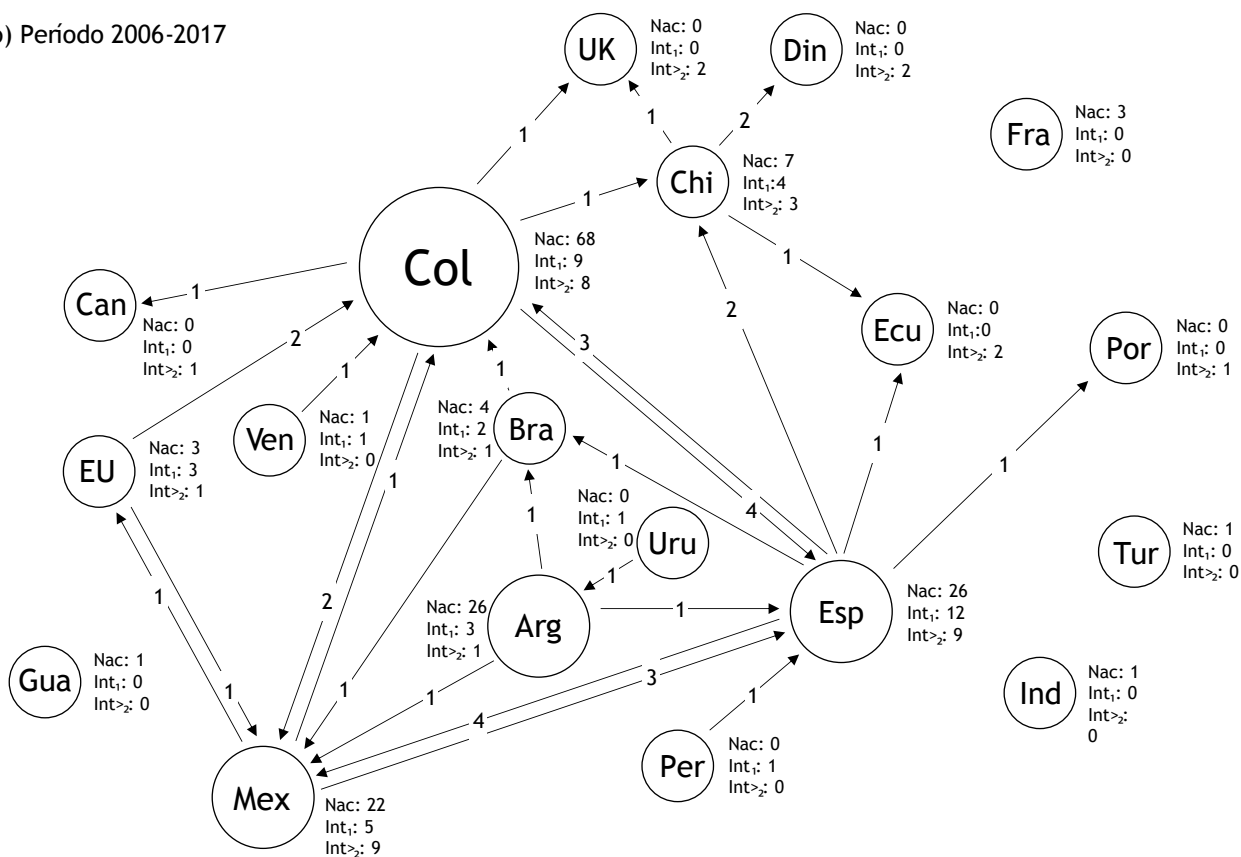 ) Período 2006-2017
UK
Nac: 0
Int₁: 0
Int>₂: 2
Din
Nac: 0
Int₁: 0
Int>₂: 2
Fra
Nac: 3
Int₁: 0
Int>₂: 0
1
1
2
Chi
Nac: 7
Int₁:4
Int>₂: 3
1
Col
Nac: 68
Int₁: 9
Int>₂: 8
1
Can
Nac: 0
Int₁: 0
Int>₂: 1
1
2
3
2
Ecu
Nac: 0
Int₁:0
Int>₂: 2
Por
Nac: 0
Int₁: 0
Int>₂: 1
1
1
Ven
Nac: 1
Int₁: 1
Int>₂: 0
Nac: 4
Int₁: 2
Int>₂: 1
Bra
EU
Nac: 3
Int₁: 3
Int>₂: 1
1
1
1
1
4
1
Nac: 0
Int₁: 1
Int>₂: 0
Uru
Tur
Nac: 1
Int₁: 0
Int>₂: 0
1
1
2
Nac: 26
Int₁: 3
Int>₂: 1
Arg
1
Esp
Nac: 26
Int₁: 12
Int>₂: 9
Gua
Nac: 1
Int₁: 0
Int>₂: 0
1
1
1
3
1
4
Ind
Nac: 1
Int₁: 0
Int>₂:
0
Per
Nac: 0
Int₁: 1
Int>₂: 0
Mex
Nac: 22
Int₁: 5
Int>₂: 9